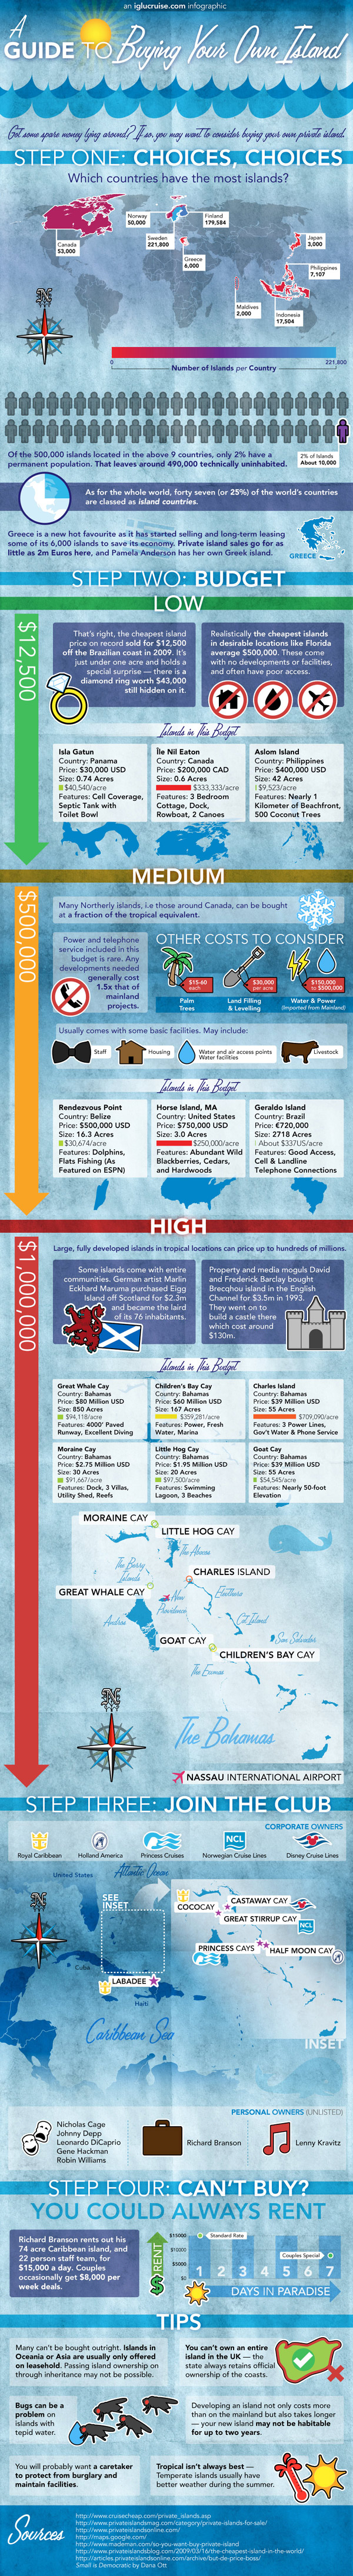 an iglucruise.com infographic
A
GUIDE TO Buying Your Own Island
Got some spare money lying around? If so, you may want to consider buying your own private island.
STEP ONE: CHOICES, CHOICES
Which countries have the most islands?
Norway
50,000
Finland
179,584
Canada
53,000
Sweden
221,800
Japan
3,000
Greece
6,000
Philippines
7,107
Maldives
2,000
Indonesia
17,504
N
0
221,800
Number of Islands per Country
Of the 500,000 islands located in the above 9 countries, only 2% have a
permanent population. That leaves around 490,000 technically uninhabited.
2% of Islands
About 10,000
As for the whole world, forty seven (or 25%) of the world's countries
are classed as island countries.
Greece is a new hot favourite as it has started selling and long-term leasing
some of its 6,000 islands to save its economy. Private island sales go for as
little as 2m Euros here, and Pamela Anderson has her own Greek island.
GREECE
STEP TWO: BUDGET
LOW
$12,500
That's right, the cheapest island
price on record sold for $12,500
off the Brazilian coast in 2009. It's
just under one acre and holds a
special surprise — there is a
diamond ring worth $43,000
still hidden on it.
Realistically the cheapest islands
in desirable locations like Florida
average $500,000. These come
with no developments or facilities,
and often have poor access.
Islands in This Budget
Isla Gatun
Country: Panama
Price: $30,000 USD
Size: 0.74 Acres
$40,540/acre
Features: Cell Coverage,
Septic Tank with
Toilet Bowl
Île Nil Eaton
Country: Canada
Price: $200,000 CAD
Size: 0.6 Acres
$333,333/acre
Features: 3 Bedroom
Cottage, Dock,
Rowboat, 2 Canoes
Aslom Island
Country: Philippines
Price: $400,000 USD
Size: 42 Acres
$9,523/acre
Features: Nearly 1
Kilometer of Beachfront,
500 Coconut Trees
MEDIUM
$500,000
Many Northerly islands, i.e those around Canada, can be bought
at a fraction of the tropical equivalent.
Power and telephone
service included in this
budget is rare. Any
developments needed
generally cost
1.5x that of
mainland
projects.
OTHER COSTS TO CONSIDER
$15-60
each
$30,000
per acre
$150,000
to $500,000
Palm
Trees
Land Filling
& Levelling
Water & Power
(Imported from Mainland)
Usually comes with some basic facilities. May include:
Staff
Housing
Water and air access points
Water facilities
Livestock
Islands in This Budget
Rendezvous Point
Country: Belize
Price: $500,000 USD
Size: 16.3 Acres
$30,674/acre
Features: Dolphins,
Flats Fishing (As
Featured on ESPN)
Horse Island, MA
Country: United States
Price: $750,000 USD
Size: 3.0 Acres
$250,000/acre
Features: Abundant Wild
Blackberries, Cedars,
and Hardwoods
Geraldo Island
Country: Brazil
Price: €720,000
Size: 2718 Acres
About $337US/acre
Features: Good Access,
Cell & Landline
Telephone Connections
HIGH
$1,000,000
Large, fully developed islands in tropical locations can price up to hundreds of millions.
Some islands come with entire
communities. German artist Marlin
Eckhard Maruma purchased Eigg
Island off Scotland for $2.3m
and became the laird
of its 76 inhabitants.
Property and media moguls David
and Frederick Barclay bought
Brecqhou island in the English
Channel for $3.5m in 1993.
They went on to
build a castle there
which cost around
$130m.
Islands in This Budget
Great Whale Cay
Country: Bahamas
Price: $80 Million USD
Size: 850 Acres
$94,118/acre
Features: 4000' Paved
Runway, Excellent Diving
Children's Bay Cay
Country: Bahamas
Price: $60 Million USD
Size: 167 Acres
$359,281/acre
Features: Power, Fresh
Water, Marina
Charles Island
Country: Bahamas
Price: $39 Million USD
Size: 55 Acres
$709,090/acre
Features: 3 Power Lines,
Gov't Water & Phone Service
Moraine Cay
Country: Bahamas
Price: $2.75 Million USD
Size: 30 Acres
$91,667/acre
Features: Dock, 3 Villas,
Utility Shed, Reefs
Little Hog Cay
Country: Bahamas
Price: $1.95 Million USD
Size: 20 Acres
$97,500/acre
Features: Swimming
Lagoon, 3 Beaches
Goat Cay
Country: Bahamas
Price: $39 Million USD
Size: 55 Acres
$54,545/acre
Features: Nearly 50-foot
Elevation
MORAINE CAY
LITTLE HOG CAY
The Abacos
The Berry
Islands
CHARLES ISLAND
GREAT WHALE CAY
New
Providence
Eleuthera
Andros
Cat Island
GOAT CAY
San Salvador
CHILDREN'S BAY CAY
The Exumas
N
The Bahamas
NASSAU INTERNATIONAL AIRPORT
STEP THREE: JOIN THE CLUB
CORPORATE OWNERS
NCL
Royal Caribbean
Holland America
Princess Cruises
Norwegian Cruise Lines
Disney Cruise Lines
United States
Atlantic Ocean
N
SEE
INSET
CASTAWAY CAY
COCOCAY
GREAT STIRRUP CAY
NCL
PRINCESS CAYS
HALF MOON CAY
Cuba
LABADEE
Haiti
Caribbean Sea
INSET
PERSONAL OWNERS (UNLISTED)
Nicholas Cage
Johnny Depp
Leonardo DiCaprio
Gene Hackman
Robin Williams
Richard Branson
Lenny Kravitz
STEP FOUR: CAN'T BUY?
YOU COULD ALWAYS RENT
Richard Branson rents out his
74 acre Caribbean island, and
22 person staff team, for
$15,000 a day. Couples
occasionally get $8,000 per
week deals.
$ RENT
$15000
$10000
$5000
$0
Standard Rate
Couples Special
1 2 3 4 5 6 7
DAYS IN PARADISE
TIPS
Many can't be bought outright. Islands in
Oceania or Asia are usually only offered
on leasehold. Passing island ownership on
through inheritance may not be possible.
You can't own an entire
island in the UK — the
state always retains official
ownership of the coasts.
Bugs can be a
problem on
islands with
tepid water.
Developing an island not only costs more
than on the mainland but also takes longer
— your new island may not be habitable
for up to two years.
You will probably want a caretaker
to protect from burglary and
maintain facilities.
Tropical isn't always best —
Temperate islands usually have
better weather during the summer.
Sources
http://www.cruisecheap.com/private_islands.asp
http://www.privateislandsmag.com/category/private-islands-for-sale/
http://www.privateislandsonline.com/
http://maps.google.com/
http://www.mademan.com/so-you-want-buy-private-island
http://www.privateislandsblog.com/2009/03/16/the-cheapest-island-in-the-world/
http://articles.privateislandsonline.com/archive/but-de-price-boss/
Small is Democratic by Dana Ott